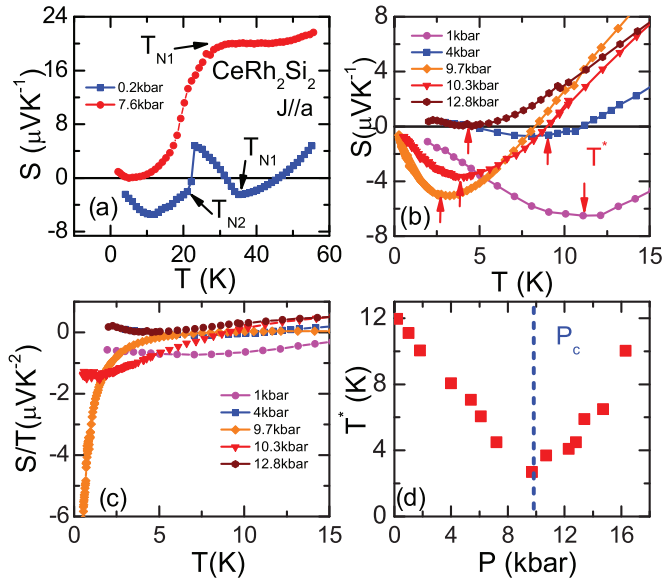 24
16
8
0
-8
S (μVK⁻¹)
T_N1
CeRh₂Si₂
J//a
0.2kbar
7.6kbar
T_N1
T_N2
(a)
0 20 40 60
T (K)
8
4
0
-4
-8
S(μVK⁻¹)
1kbar
4kbar
9.7kbar
10.3kbar
12.8kbar
T*
(b)
0 5 10 15
T (K)
0
-2
-4
-6
S/T(μVK⁻²)
1kbar
4kbar
9.7kbar
10.3kbar
12.8kbar
(c)
0 5 10 15
T(K)
12
8
4
0
T* (K)
P_c
(d)
0 4 8 12 16
P (kbar)